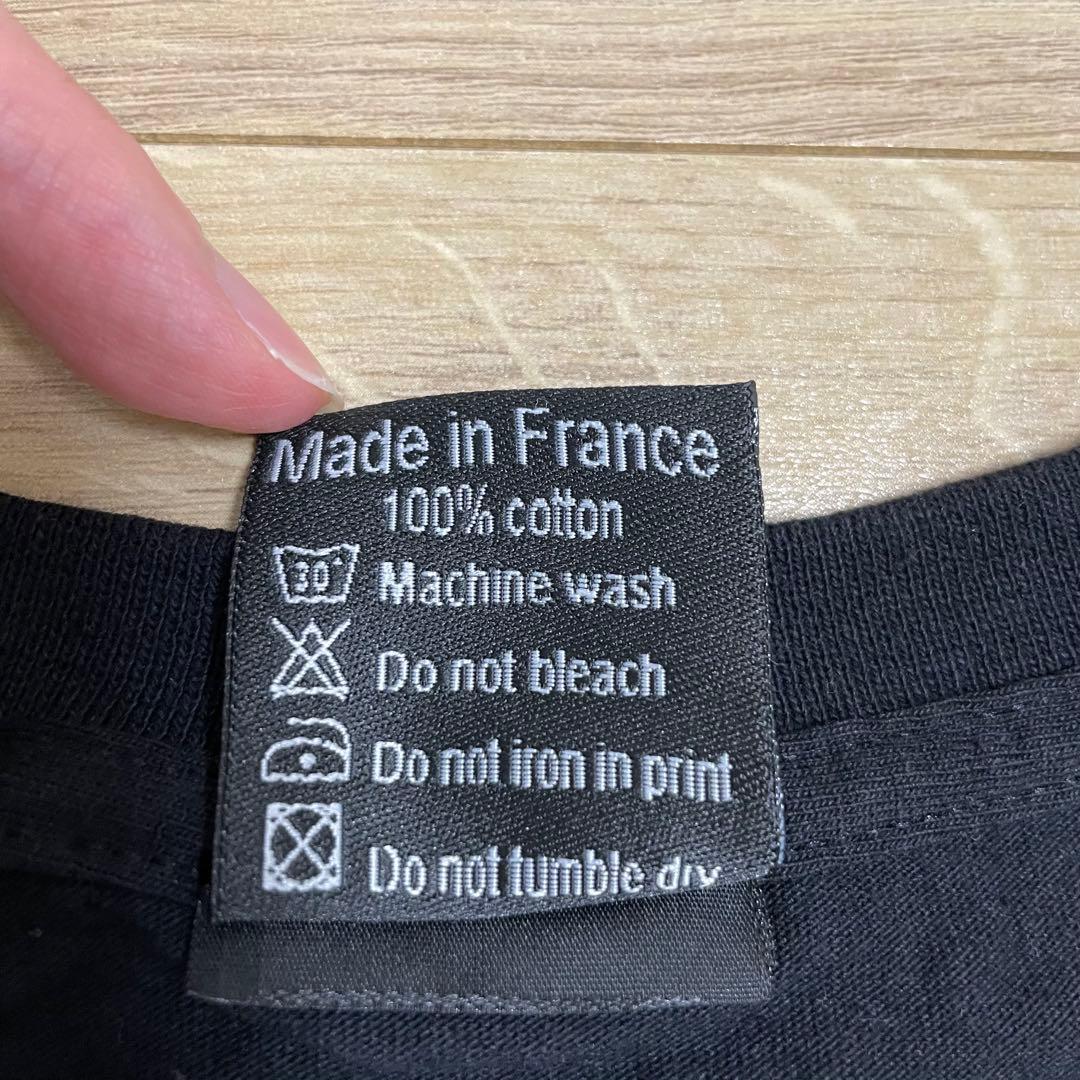 Made in France
100% cotton
30° Machine wash
Do not bleach
Do not iron in print
Do not tumble dry